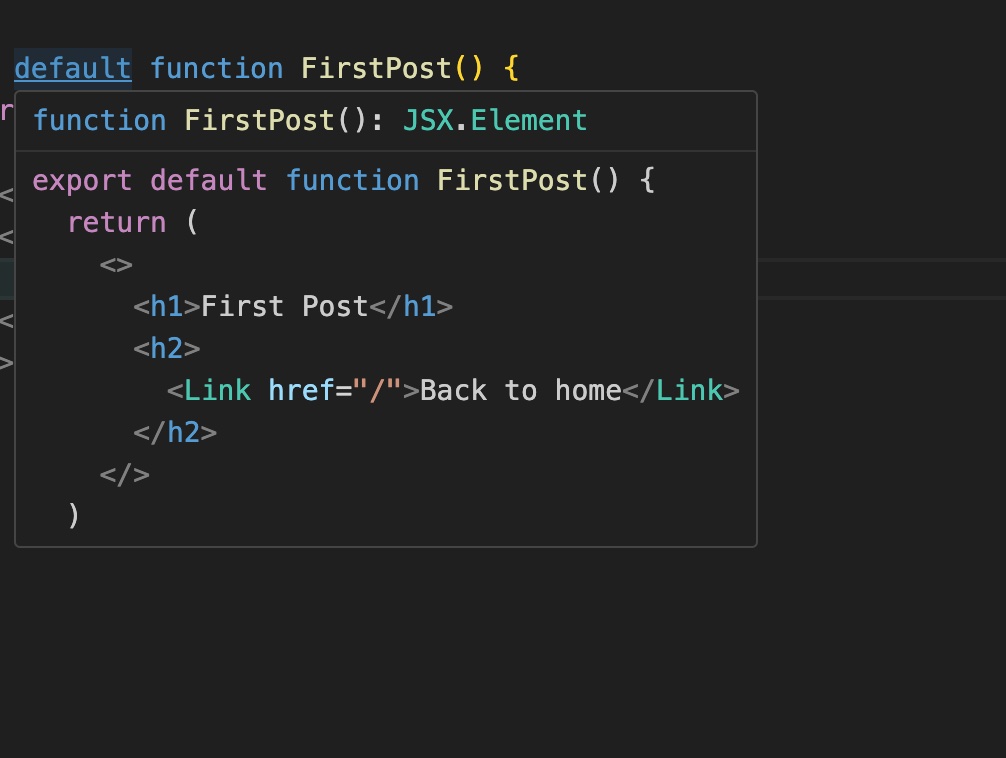 default function FirstPost() {
r
function FirstPost(): JSX.Element
export default function FirstPost() {
return (
<
<
<>
<h1>First Post</h1>
<
<h2>
>
<Link href="/">Back to home</Link>
</h2>
</>
)